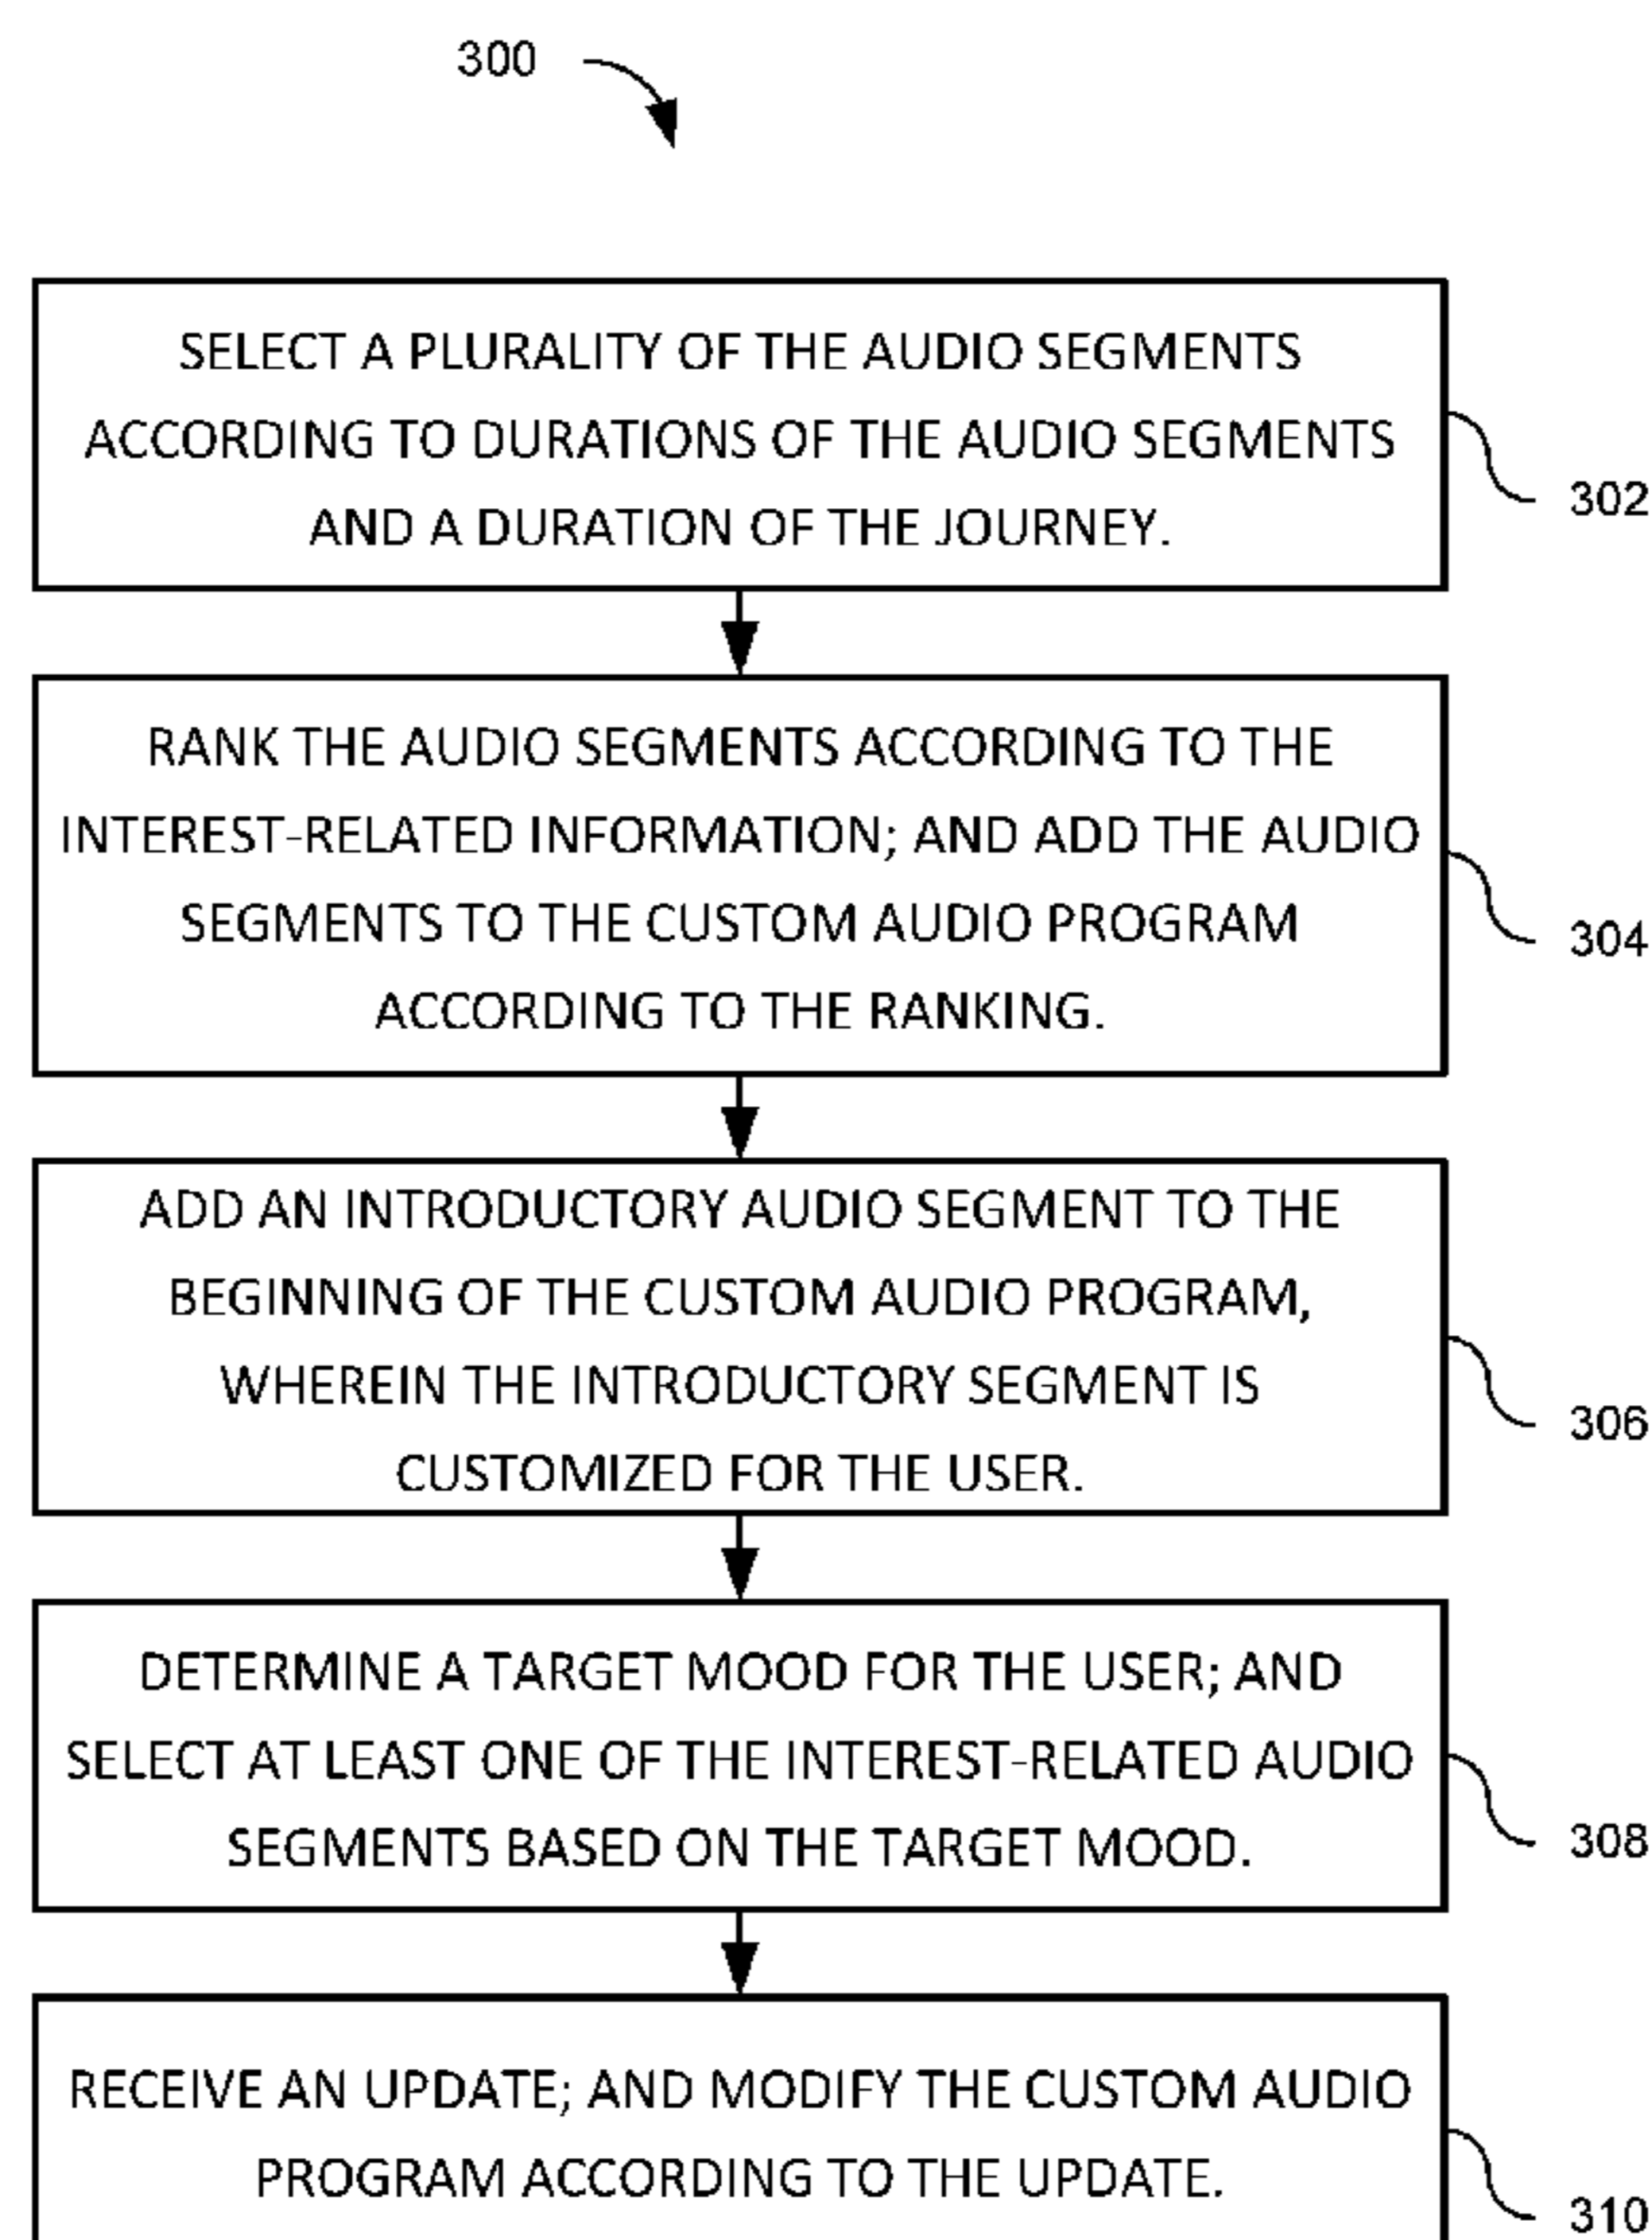 300
SELECT A PLURALITY OF THE AUDIO SEGMENTS
ACCORDING TO DURATIONS OF THE AUDIO SEGMENTS
AND A DURATION OF THE JOURNEY.
302
RANK THE AUDIO SEGMENTS ACCORDING TO THE
INTEREST-RELATED INFORMATION; AND ADD THE AUDIO
SEGMENTS TO THE CUSTOM AUDIO PROGRAM
ACCORDING TO THE RANKING.
304
ADD AN INTRODUCTORY AUDIO SEGMENT TO THE
BEGINNING OF THE CUSTOM AUDIO PROGRAM,
WHEREIN THE INTRODUCTORY SEGMENT IS
CUSTOMIZED FOR THE USER.
306
DETERMINE A TARGET MOOD FOR THE USER; AND
SELECT AT LEAST ONE OF THE INTEREST-RELATED AUDIO
SEGMENTS BASED ON THE TARGET MOOD.
308
RECEIVE AN UPDATE; AND MODIFY THE CUSTOM AUDIO
PROGRAM ACCORDING TO THE UPDATE.
310